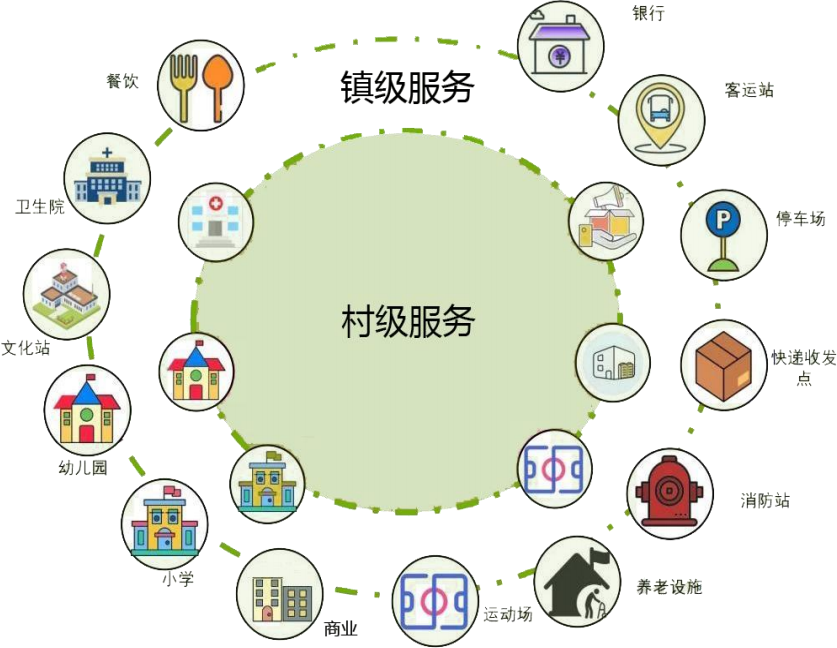 银行
餐饮
镇级服务
客运站
卫生院
停车场
P
村级服务
文化站
快递收发
点
幼儿园
消防站
小学
养老设施
运动场
商业